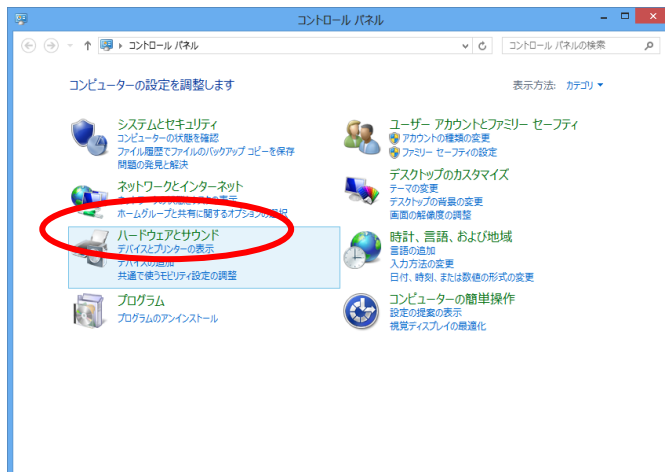 コントロール パネル
コントロール パネル
コントロール パネルの検索
コンピューターの設定を調整します
表示方法: カテゴリ
システムとセキュリティ
コンピューターの状態を確認
ファイル履歴でファイルのバックアップ コピーを保存
問題の発見と解決
ネットワークとインターネット
ホームグループと共有に関するオプションの選択
ハードウェアとサウンド
デバイスとプリンターの表示
デバイスの追加
共通で使うモビリティ設定の調整
プログラム
プログラムのアンインストール
ユーザー アカウントとファミリー セーフティ
アカウントの種類の変更
ファミリー セーフティの設定
デスクトップのカスタマイズ
テーマの変更
デスクトップの背景の変更
画面の解像度の調整
時計、言語、および地域
言語の追加
入力方法の変更
日付、時刻、または数値の形式の変更
コンピューターの簡単操作
設定の提案の表示
視覚ディスプレイの最適化